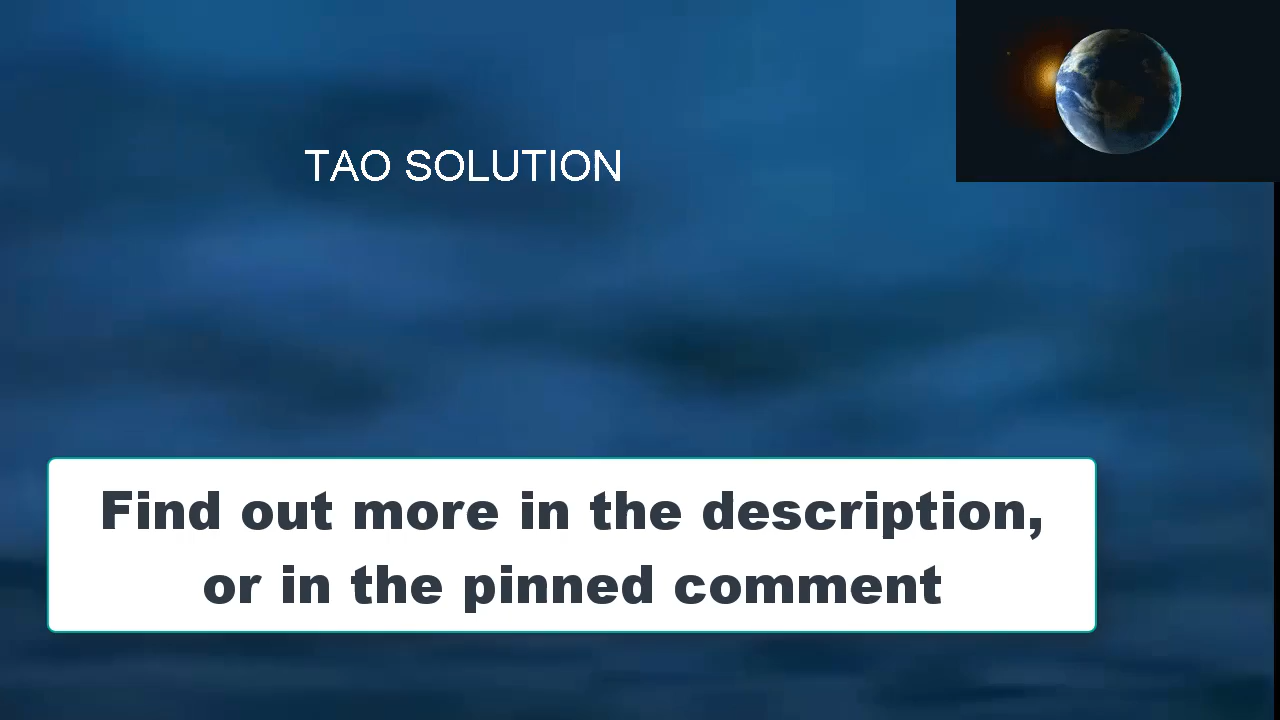 TAO SOLUTION
Find out more in the description,
or in the pinned comment